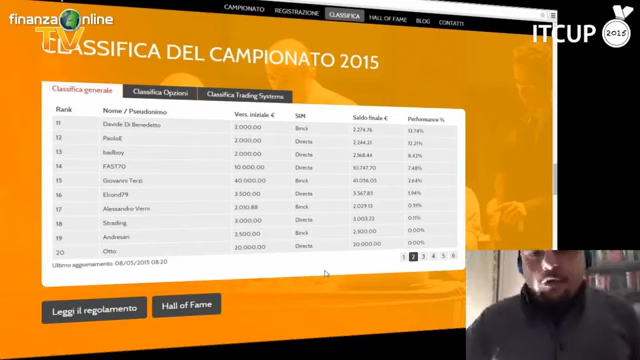 CAMPIONATO REGISTRAZIONE CLASSIFICA HALL OF FAME BLOG CONTATTI
finanza online
TV
ITCUP 2015
CLASSIFICA DEL CAMPIONATO 2015
Classifica generale Classifica Opzioni Classifica Trading Systems
Rank Nome / Pseudonimo Vers. iniziale € SIM Saldo finale € Performance %
11 Davide Di Benedetto 2.000,00 Binck 2.274,76 13.74%
12 PaoloE 2.000,00 Directa 2.244,21 12.21%
13 badboy 2.000,00 Directa 2.168,44 8.42%
14 FAST70 10.000,00 Directa 10.747,70 7.48%
15 Giovanni Terzi 40.000,00 Binck 2.64%
16 Elrond79 3.500,00 Directa 3.567,83 1.94%
17 Alessandro Verni 2.010,88 Binck 2.029,13 0.91%
18 Strading 3.000,00 Directa 3.003,22 0.11%
19 Andresan 2.500,00 Binck 2.500,00 0.00%
20 Otto 20.000,00 Directa 20.000,00 0.00%
1 2 3 4 5 6
Ultimo aggiornamento: 08/05/2015 08:20
Leggi il regolamento Hall of Fame